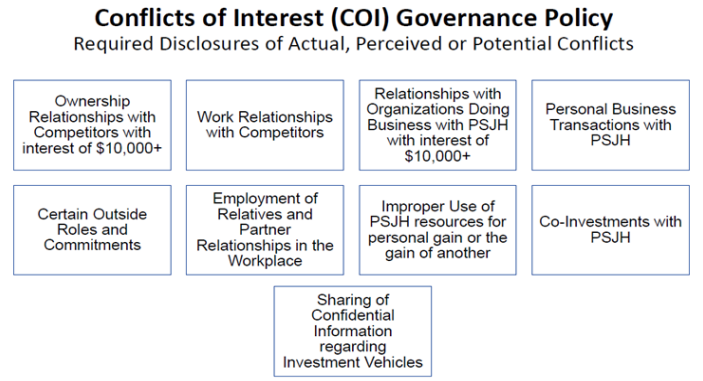 Conflicts of Interest (COI) Governance Policy
Required Disclosures of Actual, Perceived or Potential Conflicts
Ownership
Relationships with
Competitors with
interest of $10,000+
Work Relationships
with Competitors
Relationships with
Organizations Doing
Business with PSJH
with interest of
$10,000+
Personal Business
Transactions with
PSJH
Certain Outside
Roles and
Commitments
Employment of
Relatives and
Partner
Relationships in the
Workplace
Improper Use of
PSJH resources for
personal gain or the
gain of another
Co-Investments with
PSJH
Sharing of
Confidential
Information
regarding
Investment Vehicles